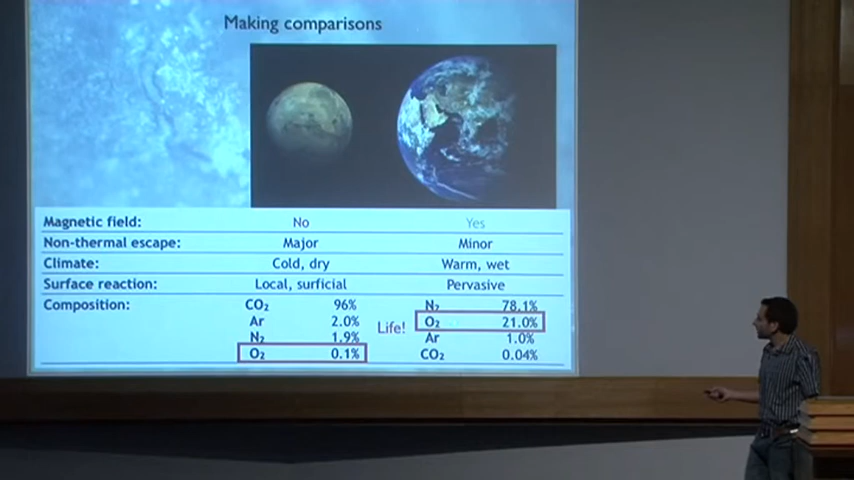 Making comparisons
Magnetic field: No Yes
Non-thermal escape: Major Minor
Climate: Cold, dry Warm, wet
Surface reaction: Local, surficial Pervasive
Composition: CO₂ 96% N₂ 78.1%
Ar 2.0% O₂ 21.0%
Life!
N₂ 1.9% Ar 1.0%
O₂ 0.1% CO₂ 0.04%